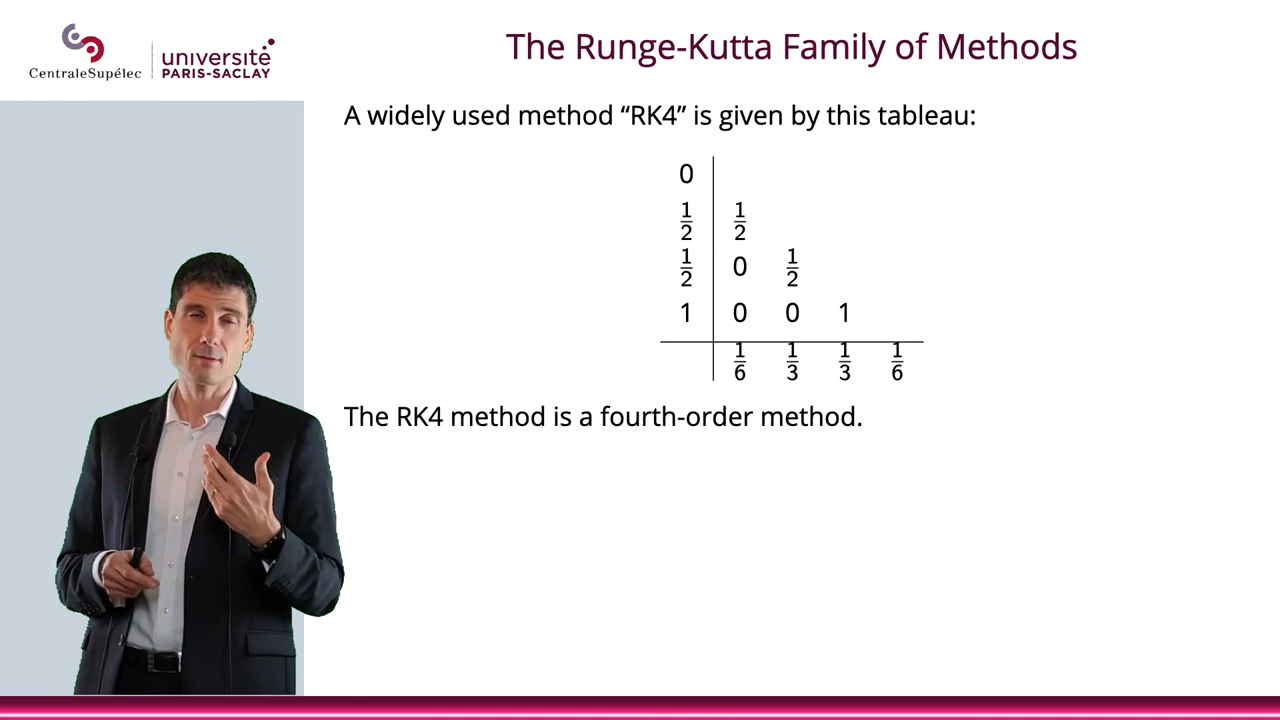 CentraleSupélec
université
PARIS-SACLAY
The Runge-Kutta Family of Methods
A widely used method “RK4” is given by this tableau:
0
1/2 1/2
1/2 0 1/2
1 0 0 1
1/6 1/3 1/3 1/6
The RK4 method is a fourth-order method.